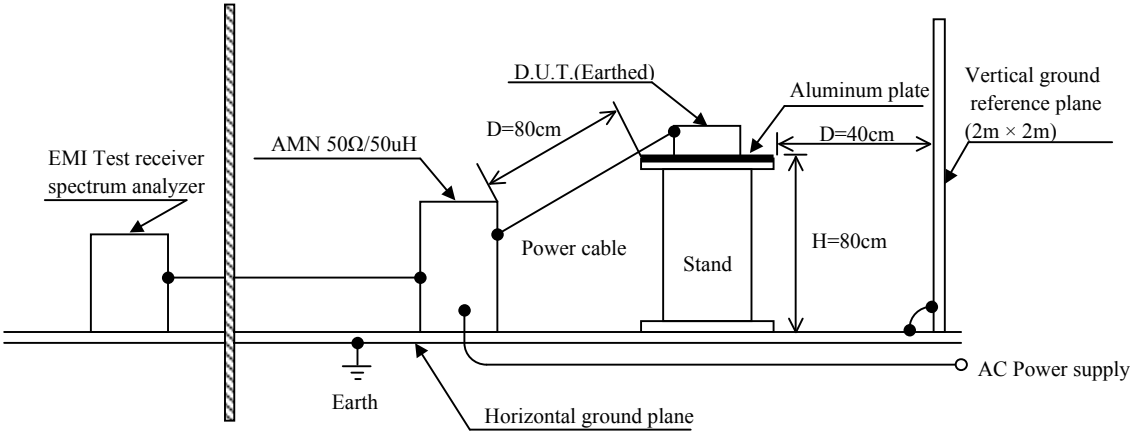 D.U.T.(Earthed)
Aluminum plate
Vertical ground
reference plane
(2m × 2m)
D=80cm
D=40cm
AMN 50Ω/50uH
EMI Test receiver
spectrum analyzer
Power cable
H=80cm
Stand
AC Power supply
Earth
Horizontal ground plane